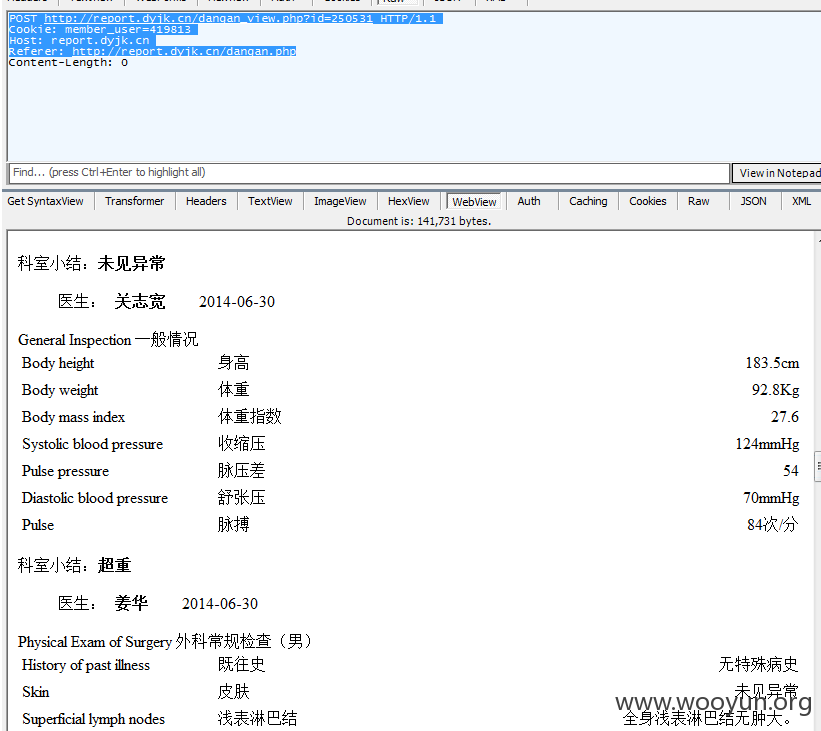 POST http://report.dyjk.cn/dangan_view.php?id=250531 HTTP/1.1
Cookie: member_user=419813
Host: report.dyjk.cn
Referer: http://report.dyjk.cn/dangan.php
Content-Length: 0
Find... (press Ctrl+Enter to highlight all) View in Notepad
Get SyntaxView Transformer Headers TextView ImageView HexView WebView Auth Caching Cookies Raw JSON XML
Document is: 141,731 bytes.
科室小结：未见异常
医生： 关志宽 2014-06-30
General Inspection 一般情况
Body height 身高 183.5cm
Body weight 体重 92.8Kg
Body mass index 体重指数 27.6
Systolic blood pressure 收缩压 124mmHg
Pulse pressure 脉压差 54
Diastolic blood pressure 舒张压 70mmHg
Pulse 脉搏 84次/分
科室小结：超重
医生： 姜华 2014-06-30
Physical Exam of Surgery 外科常规检查（男）
History of past illness 既往史 无特殊病史
Skin 皮肤 未见异常
Superficial lymph nodes 浅表淋巴结 全身浅表淋巴结无肿大。
www.wooyun.org